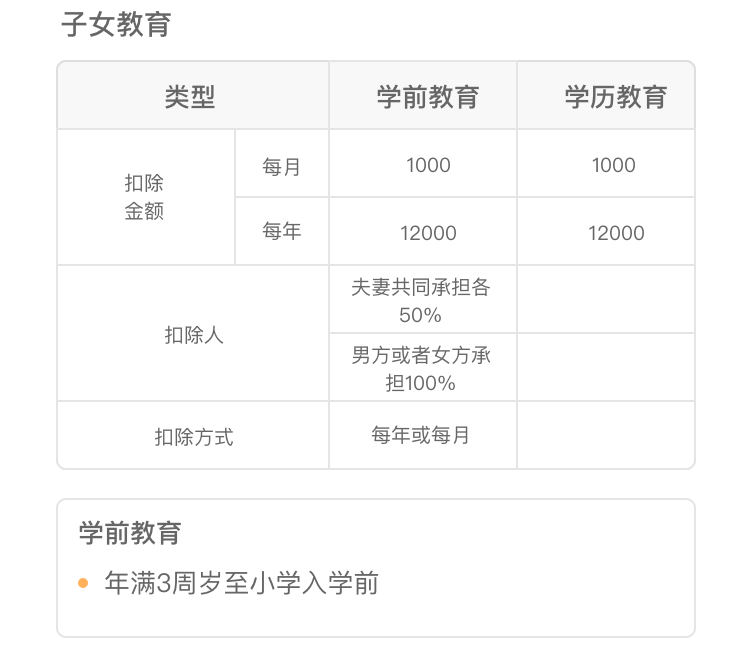 子女教育
类型 学前教育 学历教育
扣除
金额
每月 1000 1000
每年 12000 12000
扣除人
夫妻共同承担各
50%
男方或者女方承
担100%
扣除方式 每年或每月
学前教育
年满3周岁至小学入学前